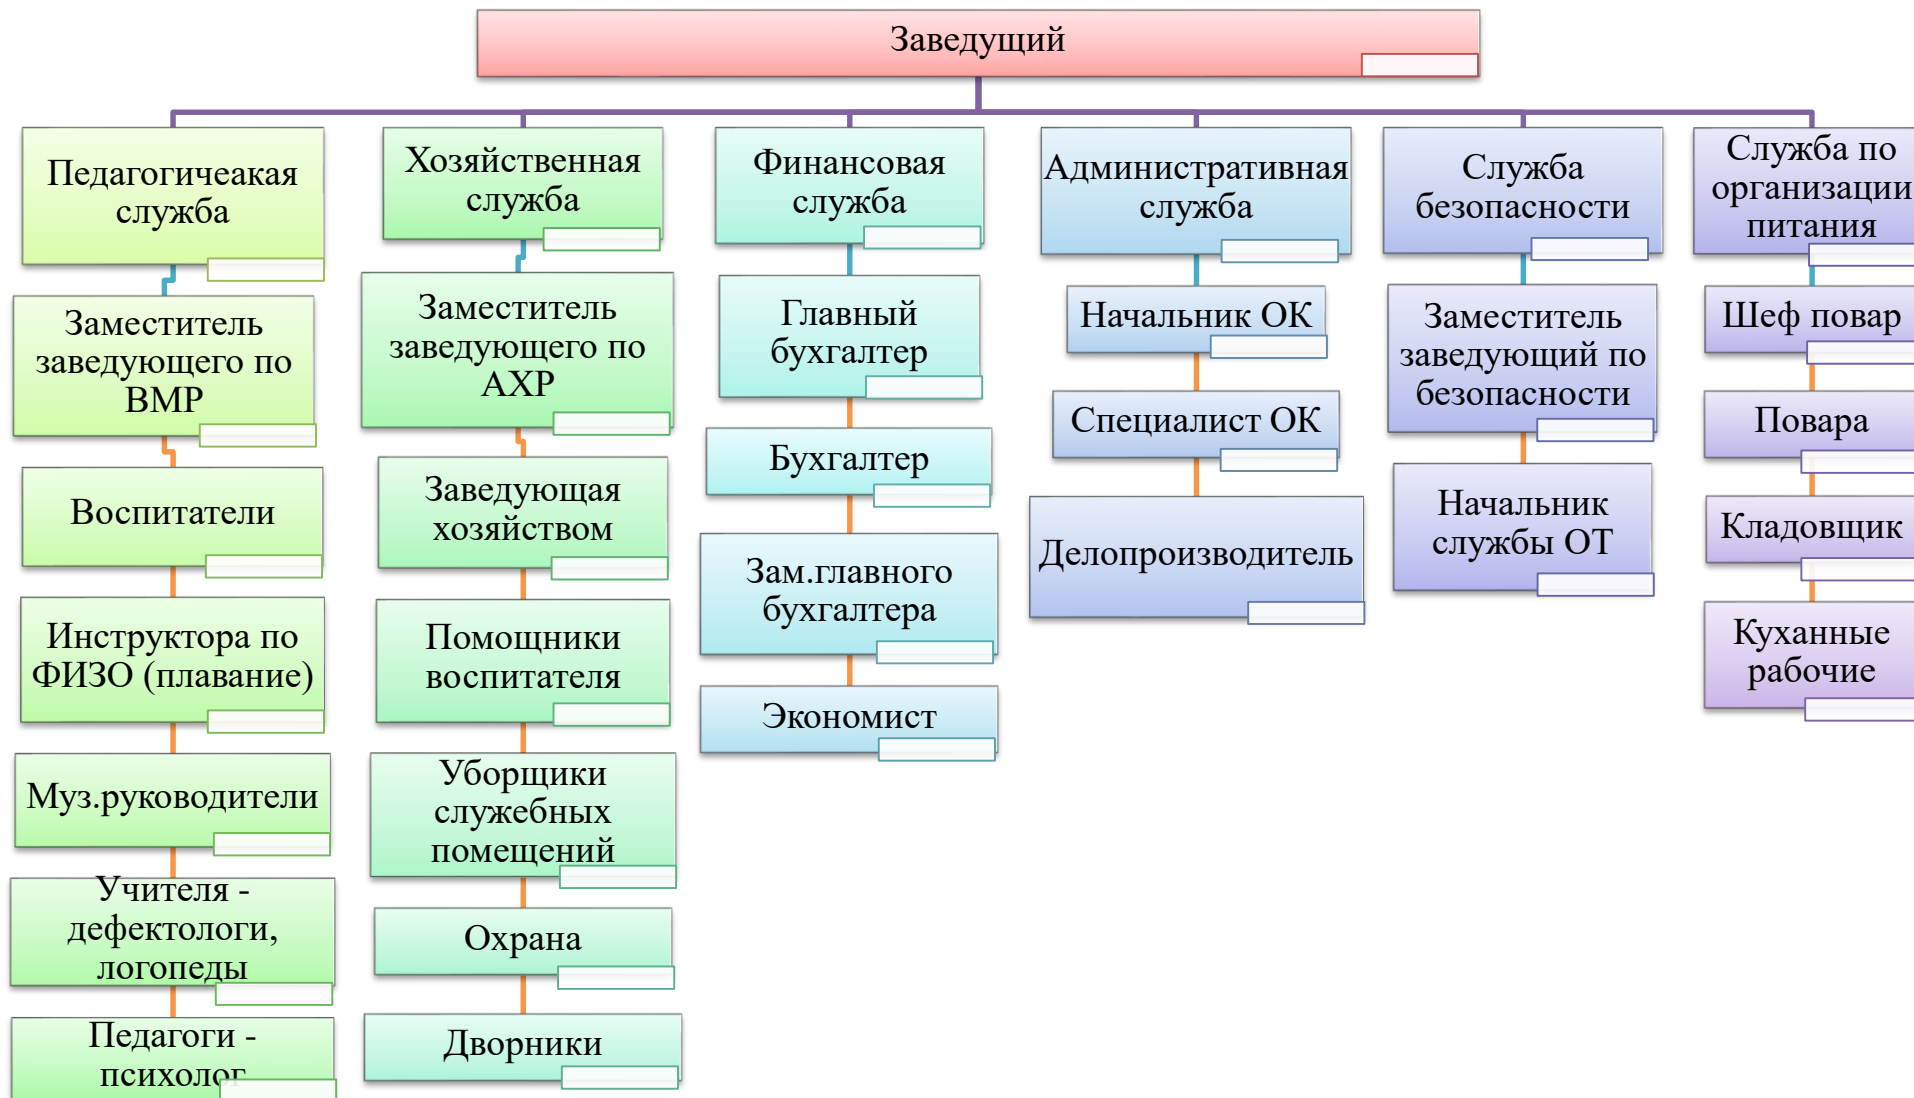 Заведущий
Педагогичеакая
служба
Заместитель
заведующего по
ВМР
Воспитатели
Инструктора по
ФИЗО (плавание)
Муз.руководители
Учителя -
дефектологи,
логопеды
Педагоги -
психолог
Хозяйственная
служба
Заместитель
заведующего по
АХР
Заведующая
хозяйством
Помощники
воспитателя
Уборщики
служебных
помещений
Охрана
Дворники
Финансовая
служба
Главный
бухгалтер
Бухгалтер
Зам.главного
бухгалтера
Экономист
Административная
служба
Начальник ОК
Специалист ОК
Делопроизводитель
Служба
безопасности
Заместитель
заведующий по
безопасности
Начальник
службы ОТ
Служба по
организации
питания
Шеф повар
Повара
Кладовщик
Куханные
рабочие